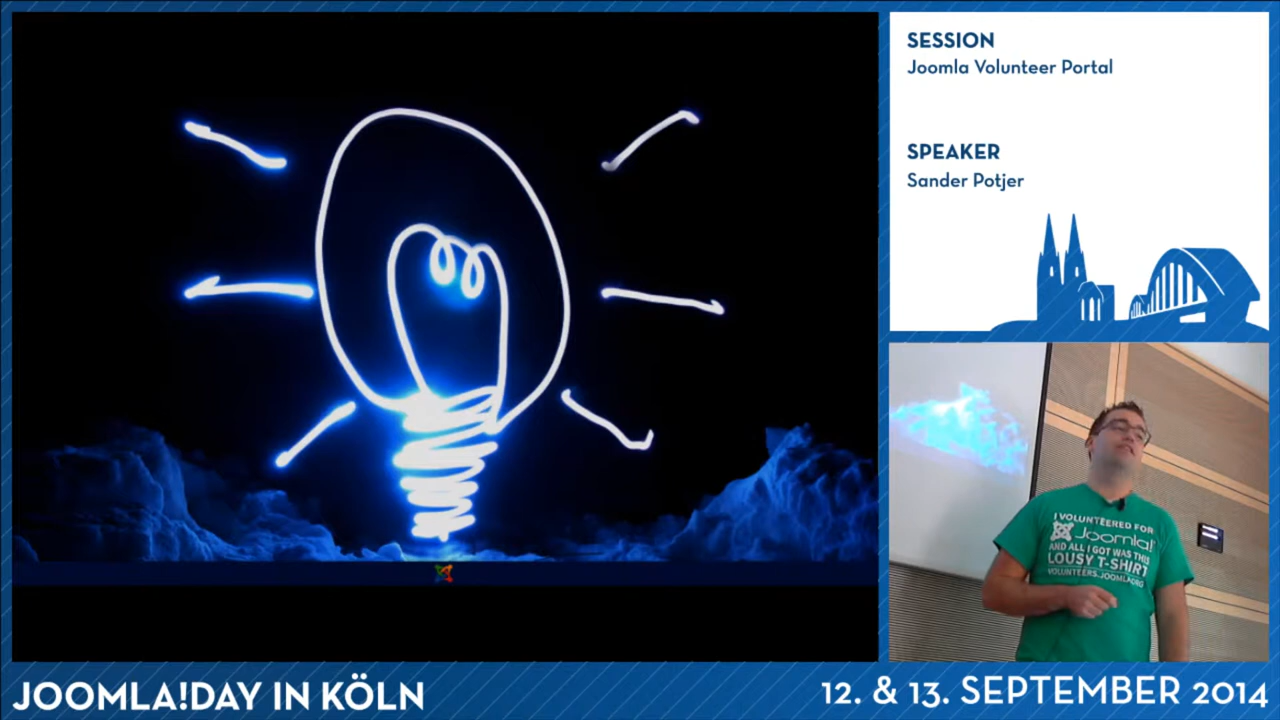 SESSION
Joomla Volunteer Portal
SPEAKER
Sander Potjer
I VOLUNTEERED FOR
Joomla!
AND ALL I GOT WAS THIS
LOUSY T-SHIRT
VOLUNTEERS.JOOMLA.ORG
JOOMLA!DAY IN KÖLN
12. & 13. SEPTEMBER 2014